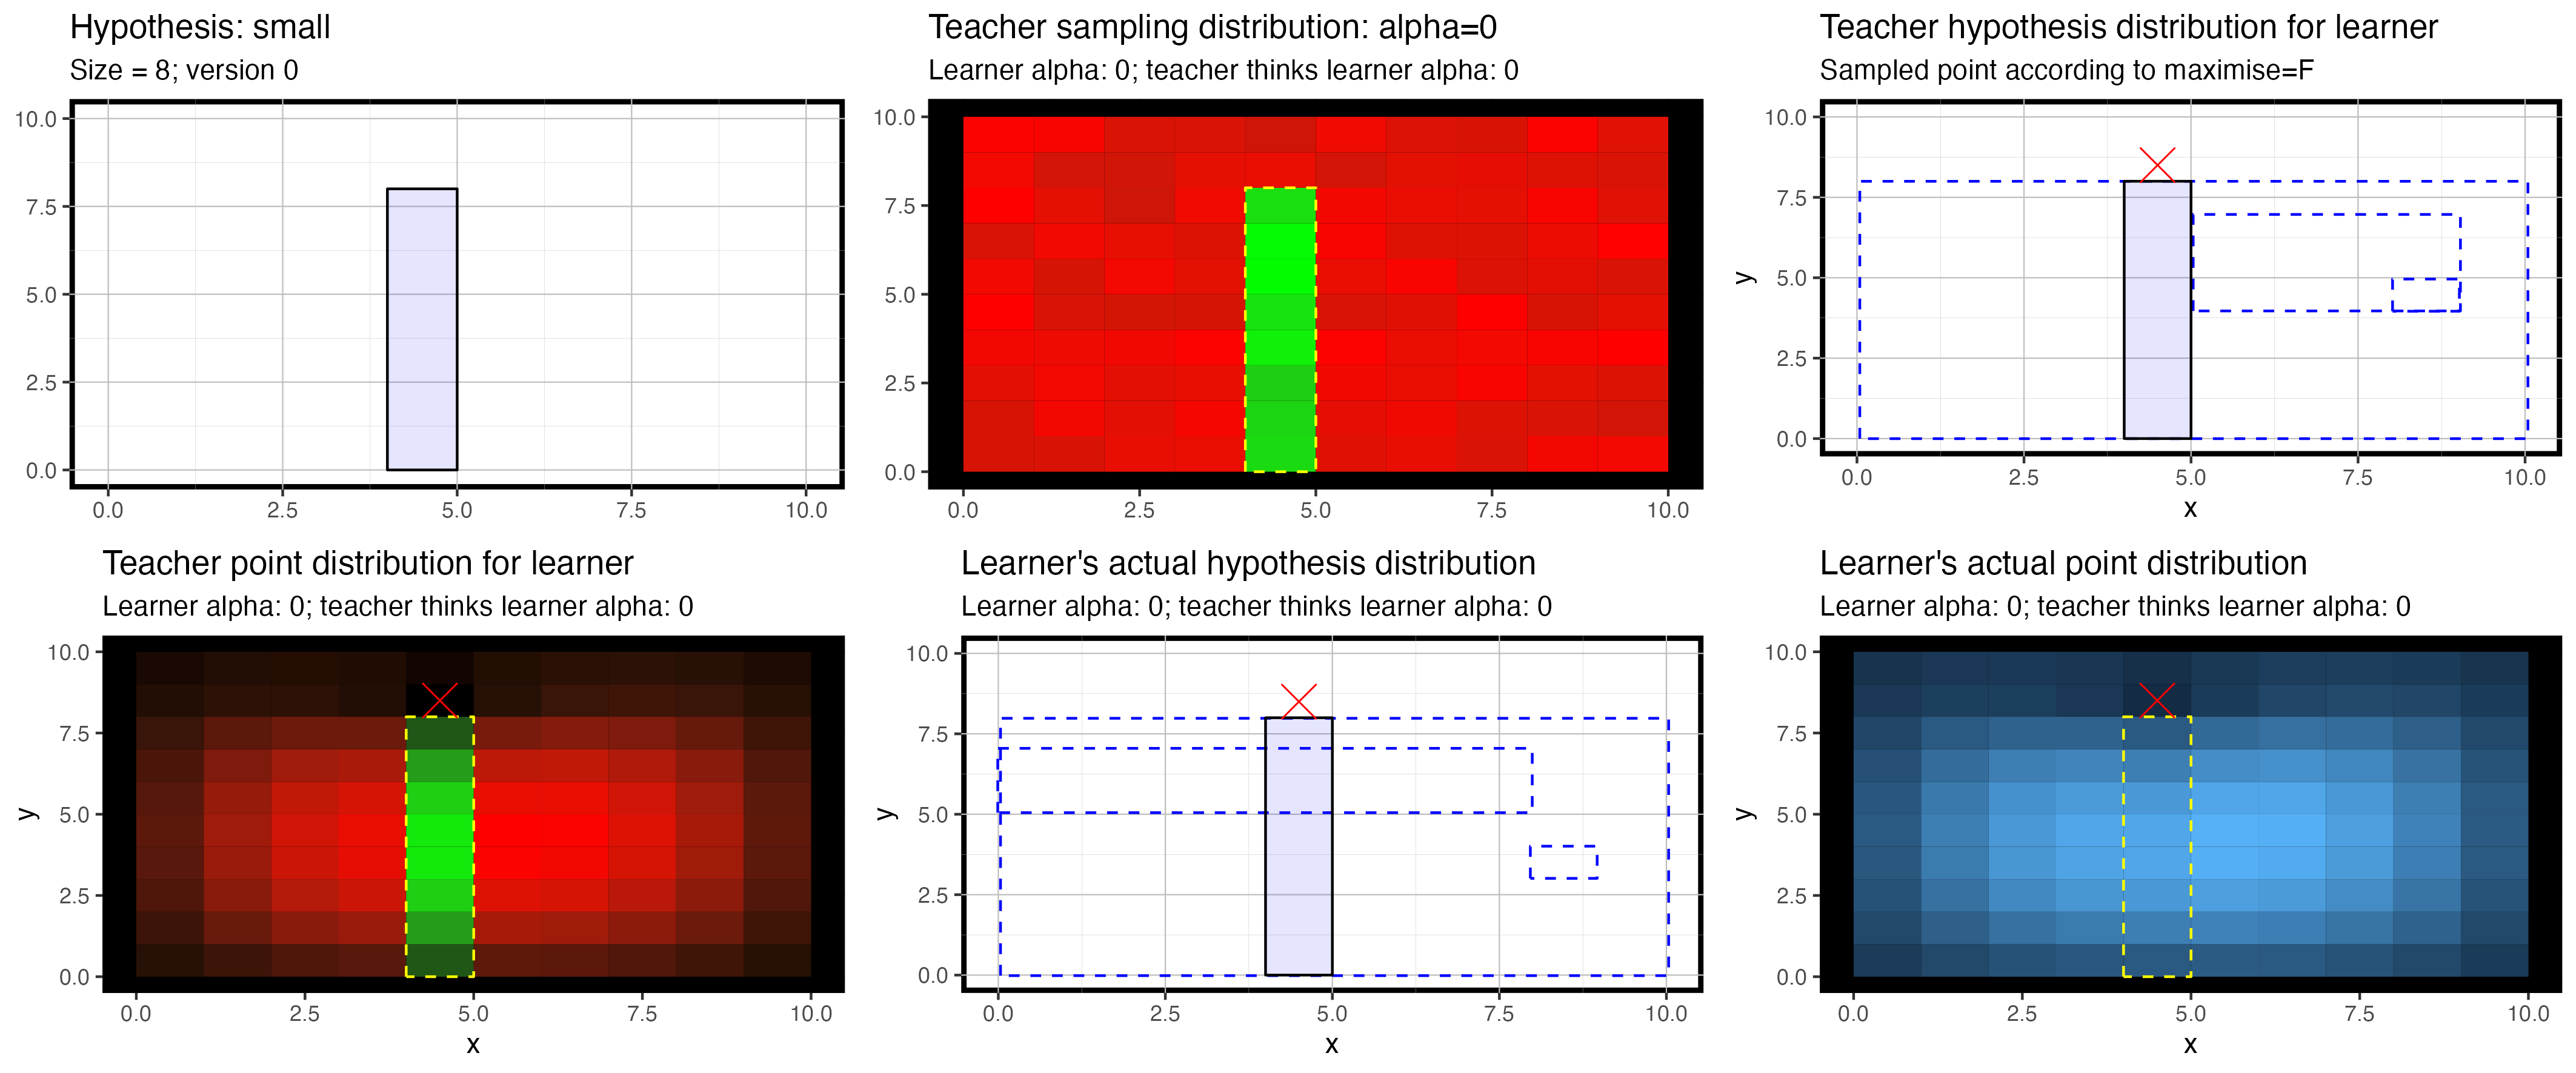 Hypothesis: small
Size = 8; version 0
10.0
7.5
5.0
2.5
0.0
0.0 2.5 5.0 7.5 10.0
Teacher sampling distribution: alpha=0
Learner alpha: 0; teacher thinks learner alpha: 0
10.0
7.5
5.0
2.5
0.0
0.0 2.5 5.0 7.5 10.0
Teacher hypothesis distribution for learner
Sampled point according to maximise=F
10.0
7.5
y
5.0
2.5
0.0
0.0 2.5 5.0 7.5 10.0
x
Teacher point distribution for learner
Learner alpha: 0; teacher thinks learner alpha: 0
10.0
7.5
y
5.0
2.5
0.0
0.0 2.5 5.0 7.5 10.0
x
Learner's actual hypothesis distribution
Learner alpha: 0; teacher thinks learner alpha: 0
10.0
7.5
y
5.0
2.5
0.0
0.0 2.5 5.0 7.5 10.0
x
Learner's actual point distribution
Learner alpha: 0; teacher thinks learner alpha: 0
10.0
7.5
y
5.0
2.5
0.0
0.0 2.5 5.0 7.5 10.0
x